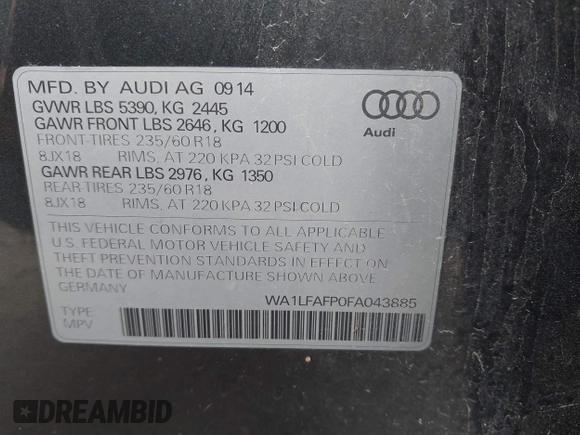 MFD. BY AUDI AG 09 14
GVWR LBS 5390, KG 2445
GAWR FRONT LBS 2646, KG 1200
FRONT-TIRES 235/60 R18
8JX18 RIMS, AT 220 KPA 32 PSI COLD
GAWR REAR LBS 2976, KG 1350
REAR-TIRES 235/60 R18
8JX18 RIMS, AT 220 KPA 32 PSI COLD
Audi
THIS VEHICLE CONFORMS TO ALL APPLICABLE
U.S. FEDERAL MOTOR VEHICLE SAFETY AND
THEFT PREVENTION STANDARDS IN EFFECT ON
THE DATE OF MANUFACTURE SHOWN ABOVE
GERMANY
WA1LFAFP0FA043885
TYPE
MPV
DREAMBID